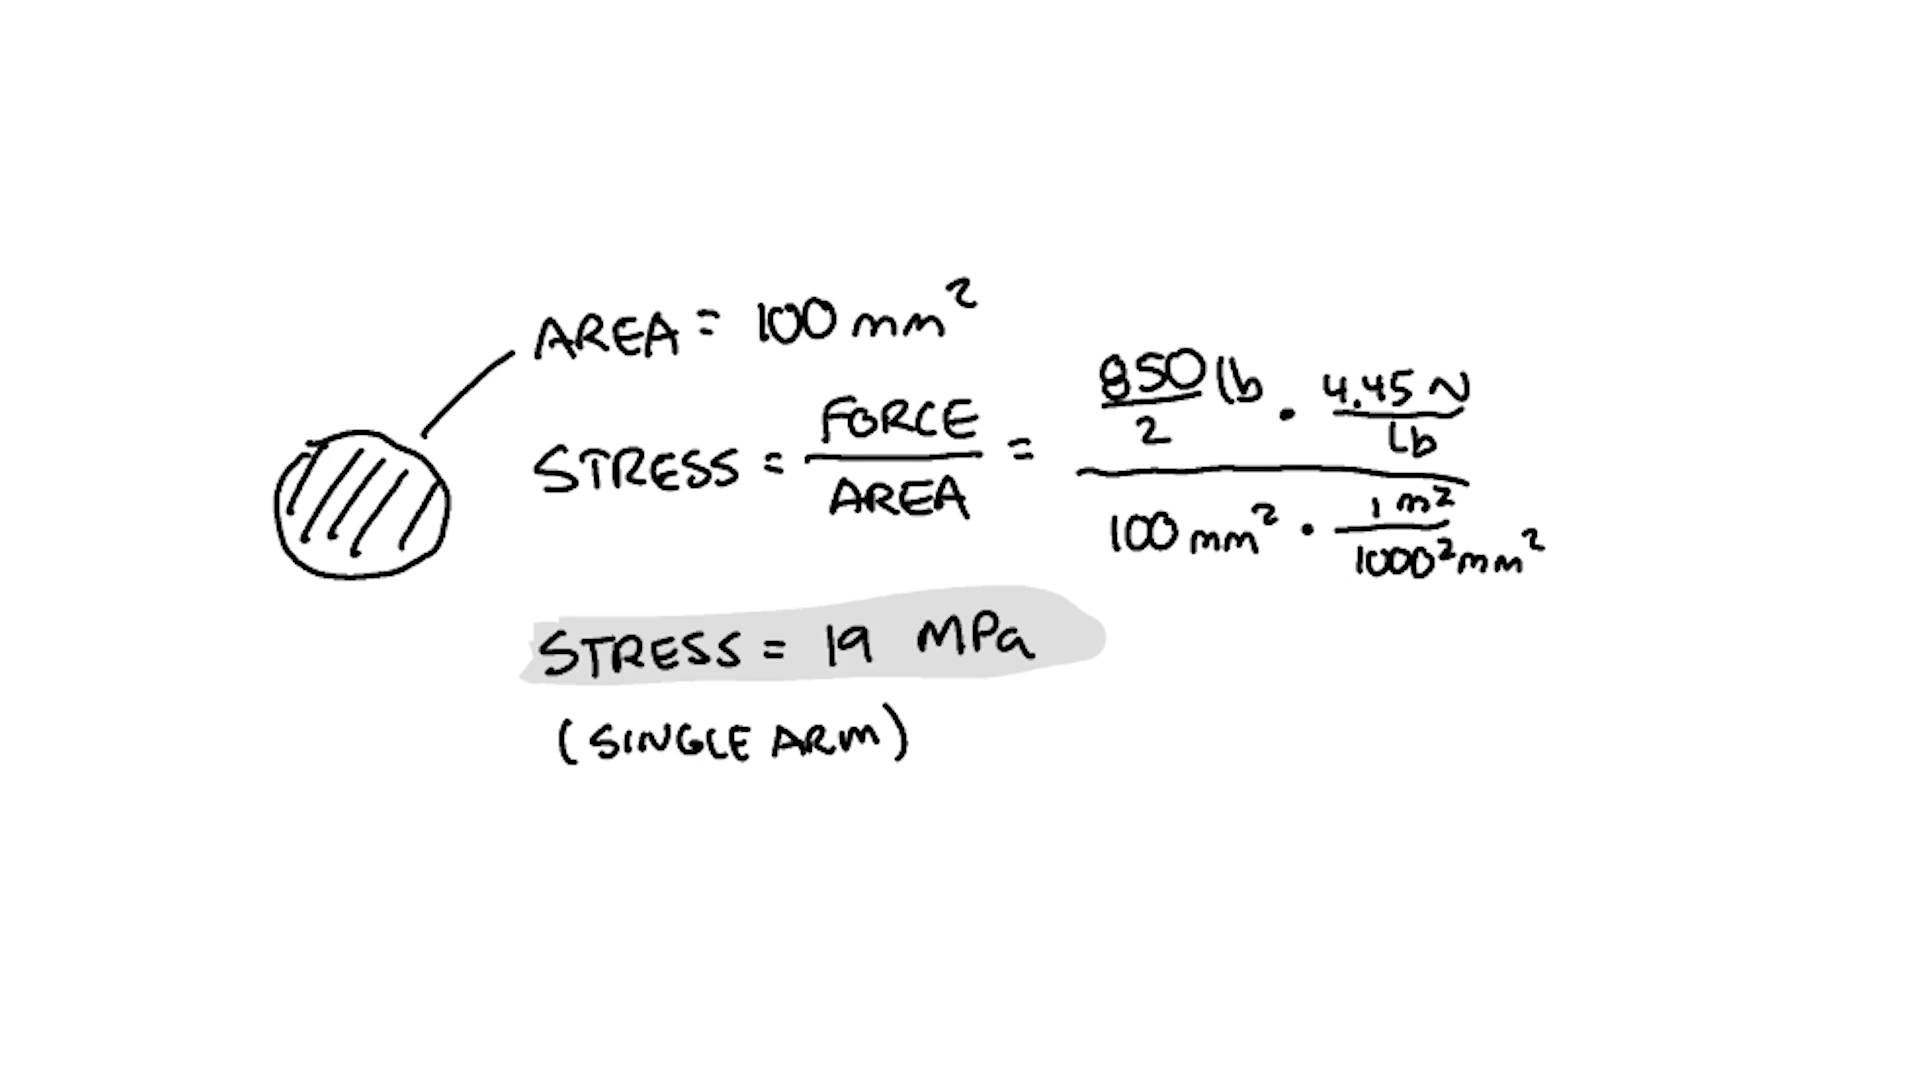 AREA = 100 mm²
STRESS = FORCE / AREA = 850/2 lb · 4.45 N / lb / 100 mm² · 1 m² / 1000² mm²
STRESS = 19 MPa
(SINGLE ARM)